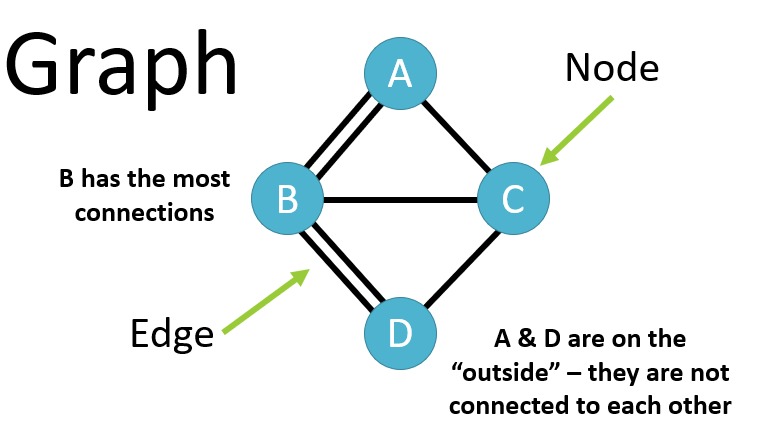 Graph
A
Node
B has the most
connections
B
C
Edge
D
A & D are on the
“outside” – they are not
connected to each other